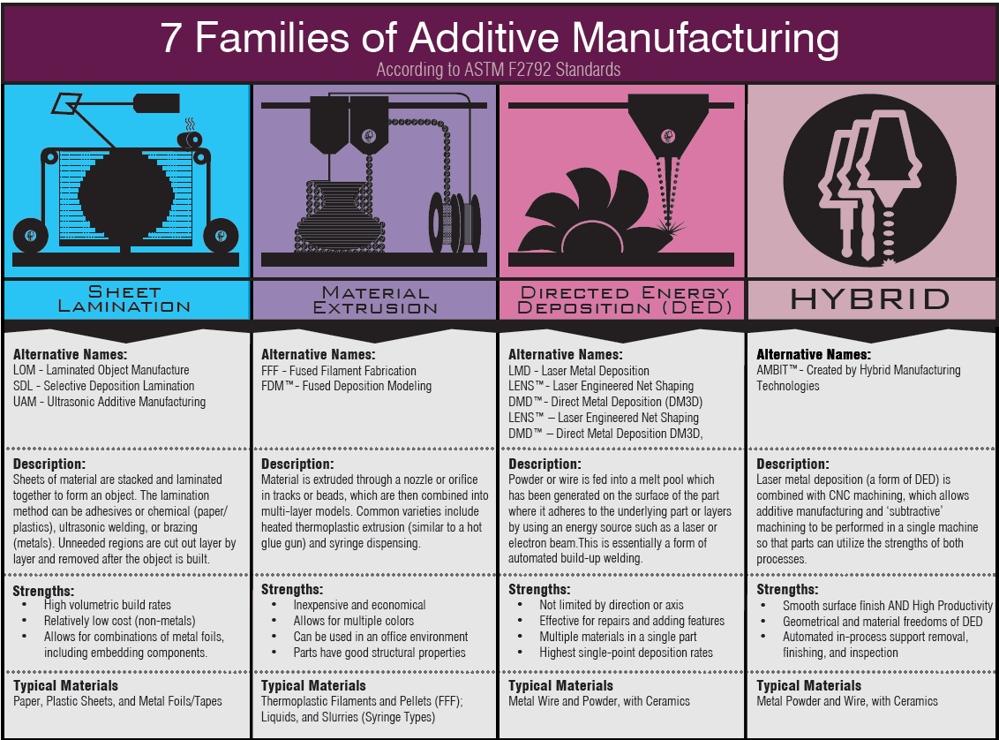 7 Families of Additive Manufacturing
According to ASTM F2792 Standards
SHEET
LAMINATION
Alternative Names:
LOM - Laminated Object Manufacture
SDL - Selective Deposition Lamination
UAM - Ultrasonic Additive Manufacturing
Description:
Sheets of material are stacked and laminated
together to form an object. The lamination
method can be adhesives or chemical (paper/
plastics), ultrasonic welding, or brazing
(metals). Unneeded regions are cut out layer by
layer and removed after the object is built.
Strengths:
• High volumetric build rates
• Relatively low cost (non-metals)
• Allows for combinations of metal foils,
including embedding components.
Typical Materials
Paper, Plastic Sheets, and Metal Foils/Tapes
MATERIAL
EXTRUSION
Alternative Names:
FFF - Fused Filament Fabrication
FDM™- Fused Deposition Modeling
Description:
Material is extruded through a nozzle or orifice
in tracks or beads, which are then combined into
multi-layer models. Common varieties include
heated thermoplastic extrusion (similar to a hot
glue gun) and syringe dispensing.
Strengths:
• Inexpensive and economical
• Allows for multiple colors
• Can be used in an office environment
• Parts have good structural properties
Typical Materials
Thermoplastic Filaments and Pellets (FFF);
Liquids, and Slurries (Syringe Types)
DIRECTED ENERGY
DEPOSITION (DED)
Alternative Names:
LMD - Laser Metal Deposition
LENS™- Laser Engineered Net Shaping
DMD™- Direct Metal Deposition (DM3D)
LENS™ – Laser Engineered Net Shaping
DMD™ – Direct Metal Deposition DM3D,
Description:
Powder or wire is fed into a melt pool which
has been generated on the surface of the part
where it adheres to the underlying part or layers
by using an energy source such as a laser or
electron beam.This is essentially a form of
automated build-up welding.
Strengths:
• Not limited by direction or axis
• Effective for repairs and adding features
• Multiple materials in a single part
• Highest single-point deposition rates
Typical Materials
Metal Wire and Powder, with Ceramics
HYBRID
Alternative Names:
AMBIT™- Created by Hybrid Manufacturing
Technologies
Description:
Laser metal deposition (a form of DED) is
combined with CNC machining, which allows
additive manufacturing and ‘subtractive’
machining to be performed in a single machine
so that parts can utilize the strengths of both
processes.
Strengths:
• Smooth surface finish AND High Productivity
• Geometrical and material freedoms of DED
• Automated in-process support removal,
finishing, and inspection
Typical Materials
Metal Powder and Wire, with Ceramics